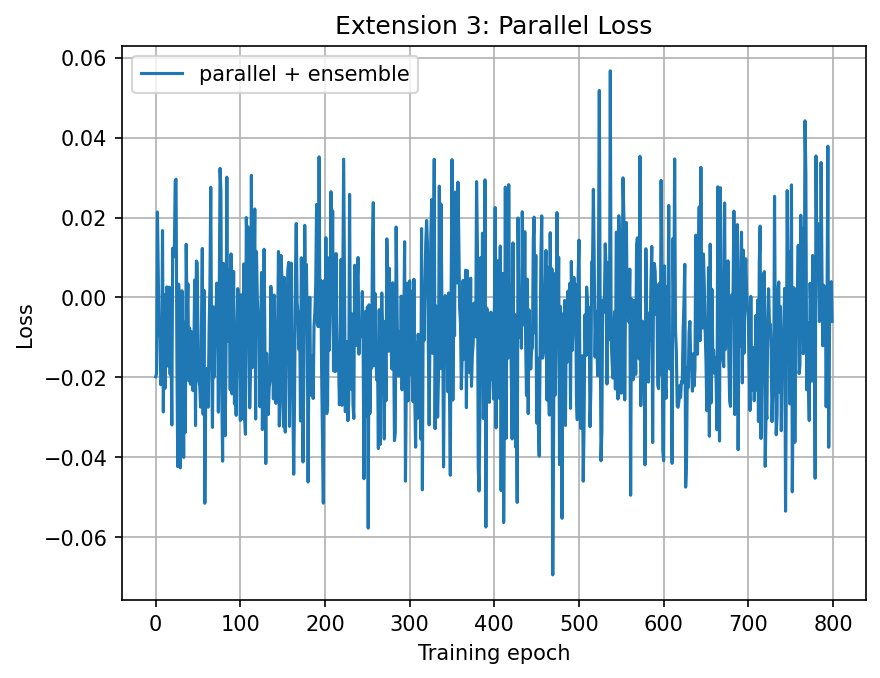 Extension 3: Parallel Loss
parallel + ensemble
0.06
0.04
0.02
0.00
−0.02
−0.04
−0.06
Loss
0 100 200 300 400 500 600 700 800
Training epoch